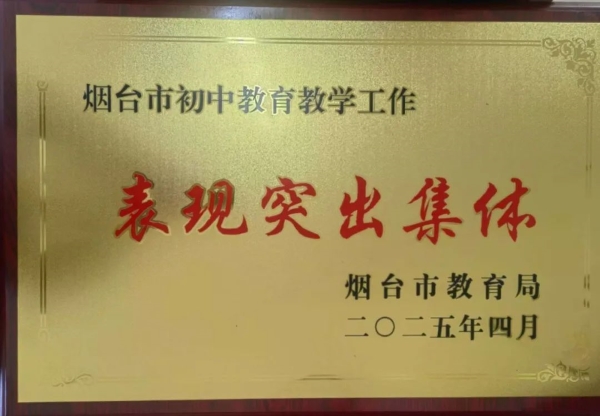 烟台市初中教育教学工作
表现突出集体
烟台市教育局
二〇二五年四月